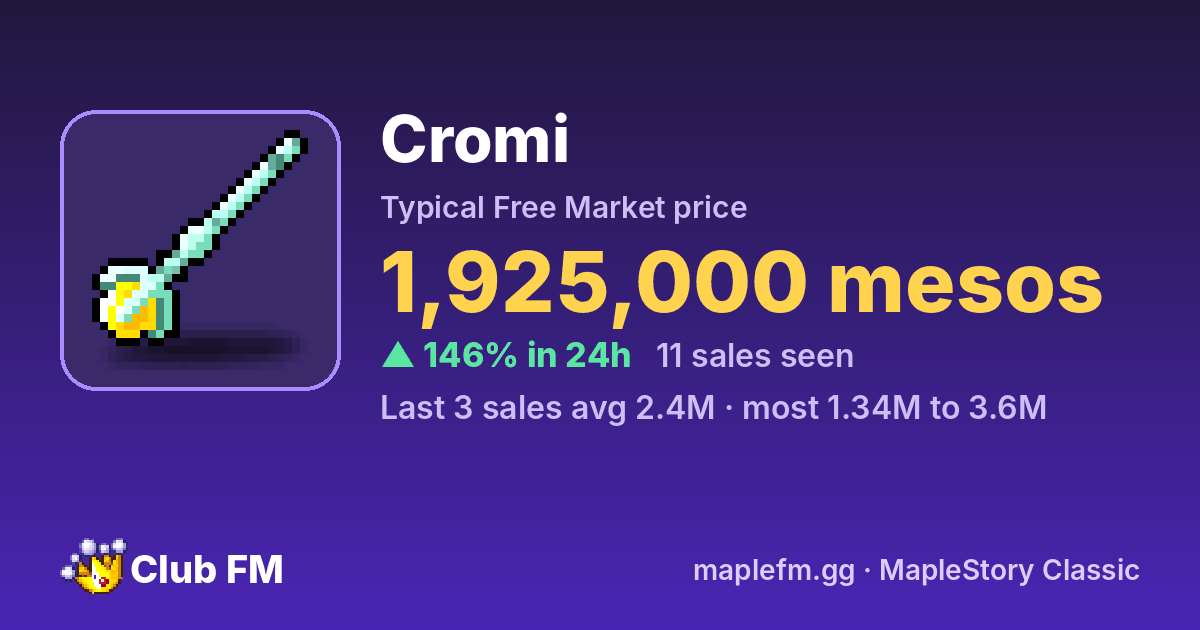 Cromi
Typical Free Market price
1,925,000 mesos
▲ 146% in 24h 11 sales seen
Last 3 sales avg 2.4M · most 1.34M to 3.6M
Club FM
maplefm.gg · MapleStory Classic